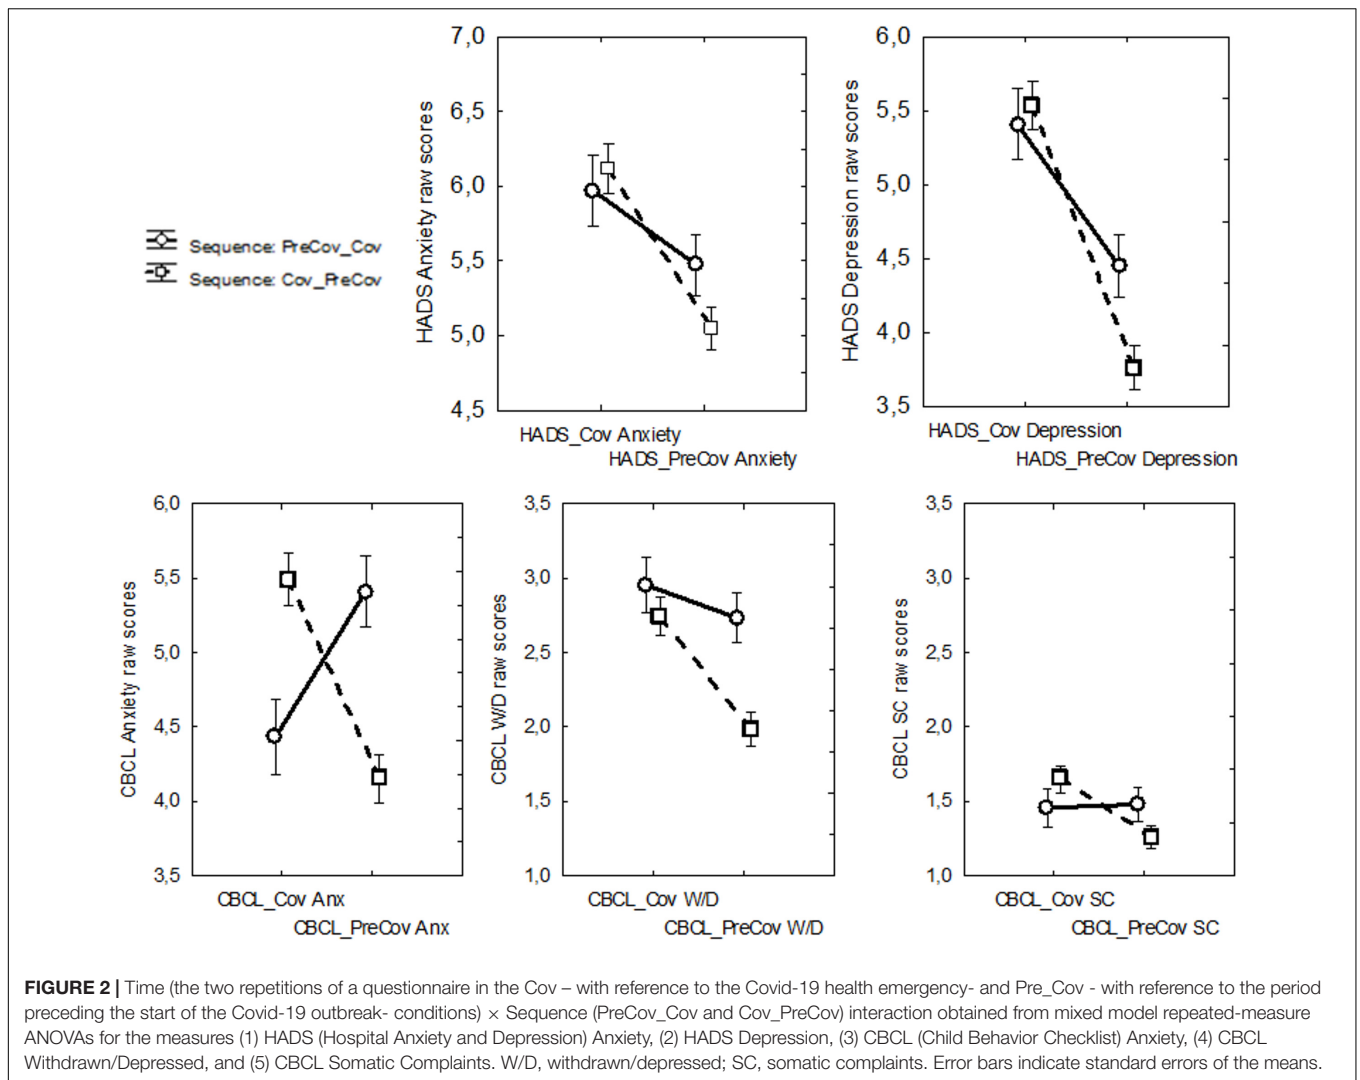 7,0
6,5
6,0
5,5
5,0
4,5
HADS Anxiety raw scores
HADS_Cov Anxiety
HADS_PreCov Anxiety
6,0
5,5
5,0
4,5
4,0
3,5
HADS Depression raw scores
HADS_Cov Depression
HADS_PreCov Depression
Sequence: PreCov_Cov
Sequence: Cov_PreCov
6,0
5,5
5,0
4,5
4,0
3,5
CBCL Anxiety raw scores
CBCL_Cov Anx
CBCL_PreCov Anx
3,5
3,0
2,5
2,0
1,5
1,0
CBCL W/D raw scores
CBCL_Cov W/D
CBCL_PreCov W/D
3,5
3,0
2,5
2,0
1,5
1,0
CBCL SC raw scores
CBCL_Cov SC
CBCL_PreCov SC
FIGURE 2 | Time (the two repetitions of a questionnaire in the Cov – with reference to the Covid-19 health emergency- and Pre_Cov - with reference to the period
preceding the start of the Covid-19 outbreak- conditions) × Sequence (PreCov_Cov and Cov_PreCov) interaction obtained from mixed model repeated-measure
ANOVAs for the measures (1) HADS (Hospital Anxiety and Depression) Anxiety, (2) HADS Depression, (3) CBCL (Child Behavior Checklist) Anxiety, (4) CBCL
Withdrawn/Depressed, and (5) CBCL Somatic Complaints. W/D, withdrawn/depressed; SC, somatic complaints. Error bars indicate standard errors of the means.